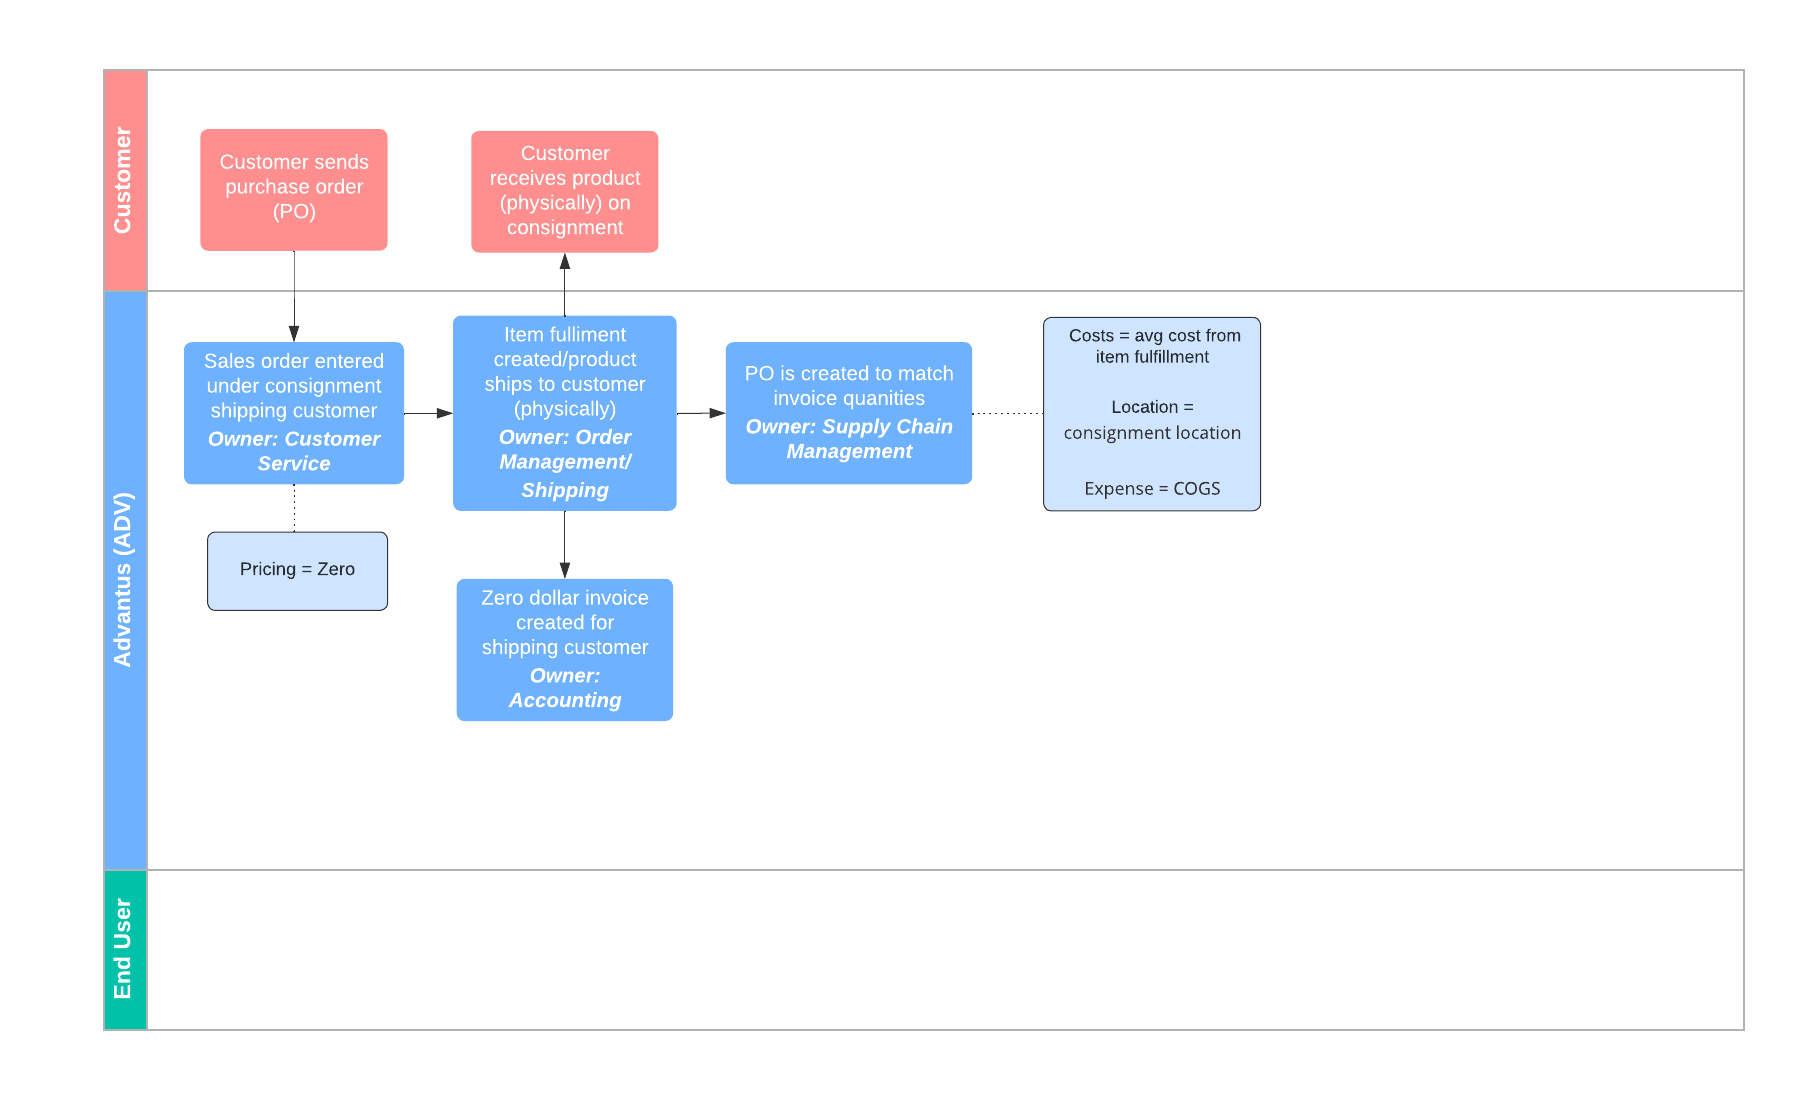 Customer
Customer sends
purchase order
(PO)
Customer
receives product
(physically) on
consignment
Advantus (ADV)
Sales order entered
under consignment
shipping customer
Owner: Customer
Service
Item fulliment
created/product
ships to customer
(physically)
Owner: Order
Management/
Shipping
PO is created to match
invoice quanities
Owner: Supply Chain
Management
Costs = avg cost from
item fulfillment
Location =
consignment location
Expense = COGS
Pricing = Zero
Zero dollar invoice
created for
shipping customer
Owner:
Accounting
End User